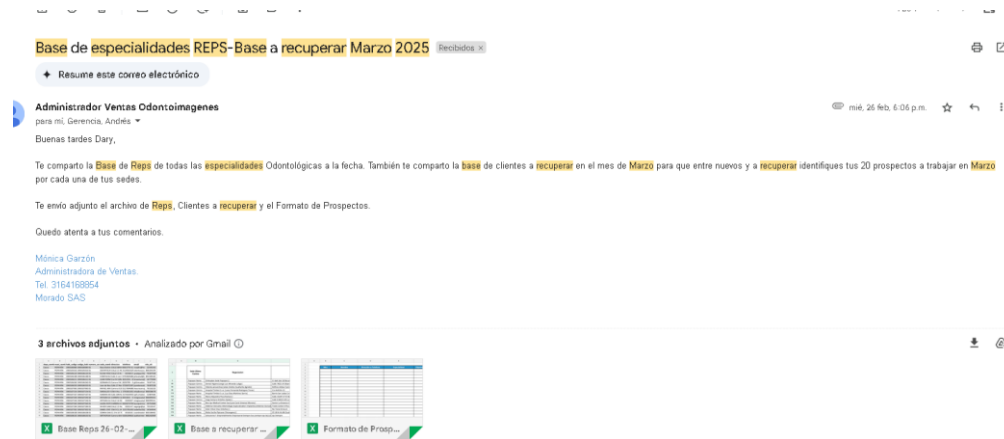 Base de especialidades REPS-Base a recuperar Marzo 2025 Recibidos ×
Resume este correo electrónico
Administrador Ventas Odontoimagenes
mié, 26 feb, 6:06 p.m.
para mí, Gerencia, Andrés
Buenas tardes Dary,
Te comparto la Base de Reps de todas las especialidades Odontológicas a la fecha. También te comparto la base de clientes a recuperar en el mes de Marzo para que entre nuevos y a recuperar identifiques tus 20 prospectos a trabajar en Marzo
por cada una de tus sedes.
Te envío adjunto el archivo de Reps, Clientes a recuperar y el Formato de Prospectos.
Quedo atenta a tus comentarios.
Mónica Garzón
Administradora de Ventas.
Tel. 3164168854
Morado SAS
3 archivos adjuntos • Analizado por Gmail
Base Reps 26-02-...
Base a recuperar ...
Formato de Prosp...